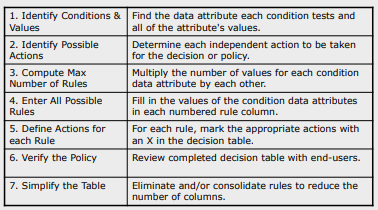 1. Identify Conditions &
Values
Find the data attribute each condition tests and
all of the attribute's values.
2. Identify Possible
Actions
Determine each independent action to be taken
for the decision or policy.
3. Compute Max
Number of Rules
Multiply the number of values for each condition
data attribute by each other.
4. Enter All Possible
Rules
Fill in the values of the condition data attributes
in each numbered rule column.
5. Define Actions for
each Rule
For each rule, mark the appropriate actions with
an X in the decision table.
6. Verify the Policy
Review completed decision table with end-users.
7. Simplify the Table
Eliminate and/or consolidate rules to reduce the
number of columns.